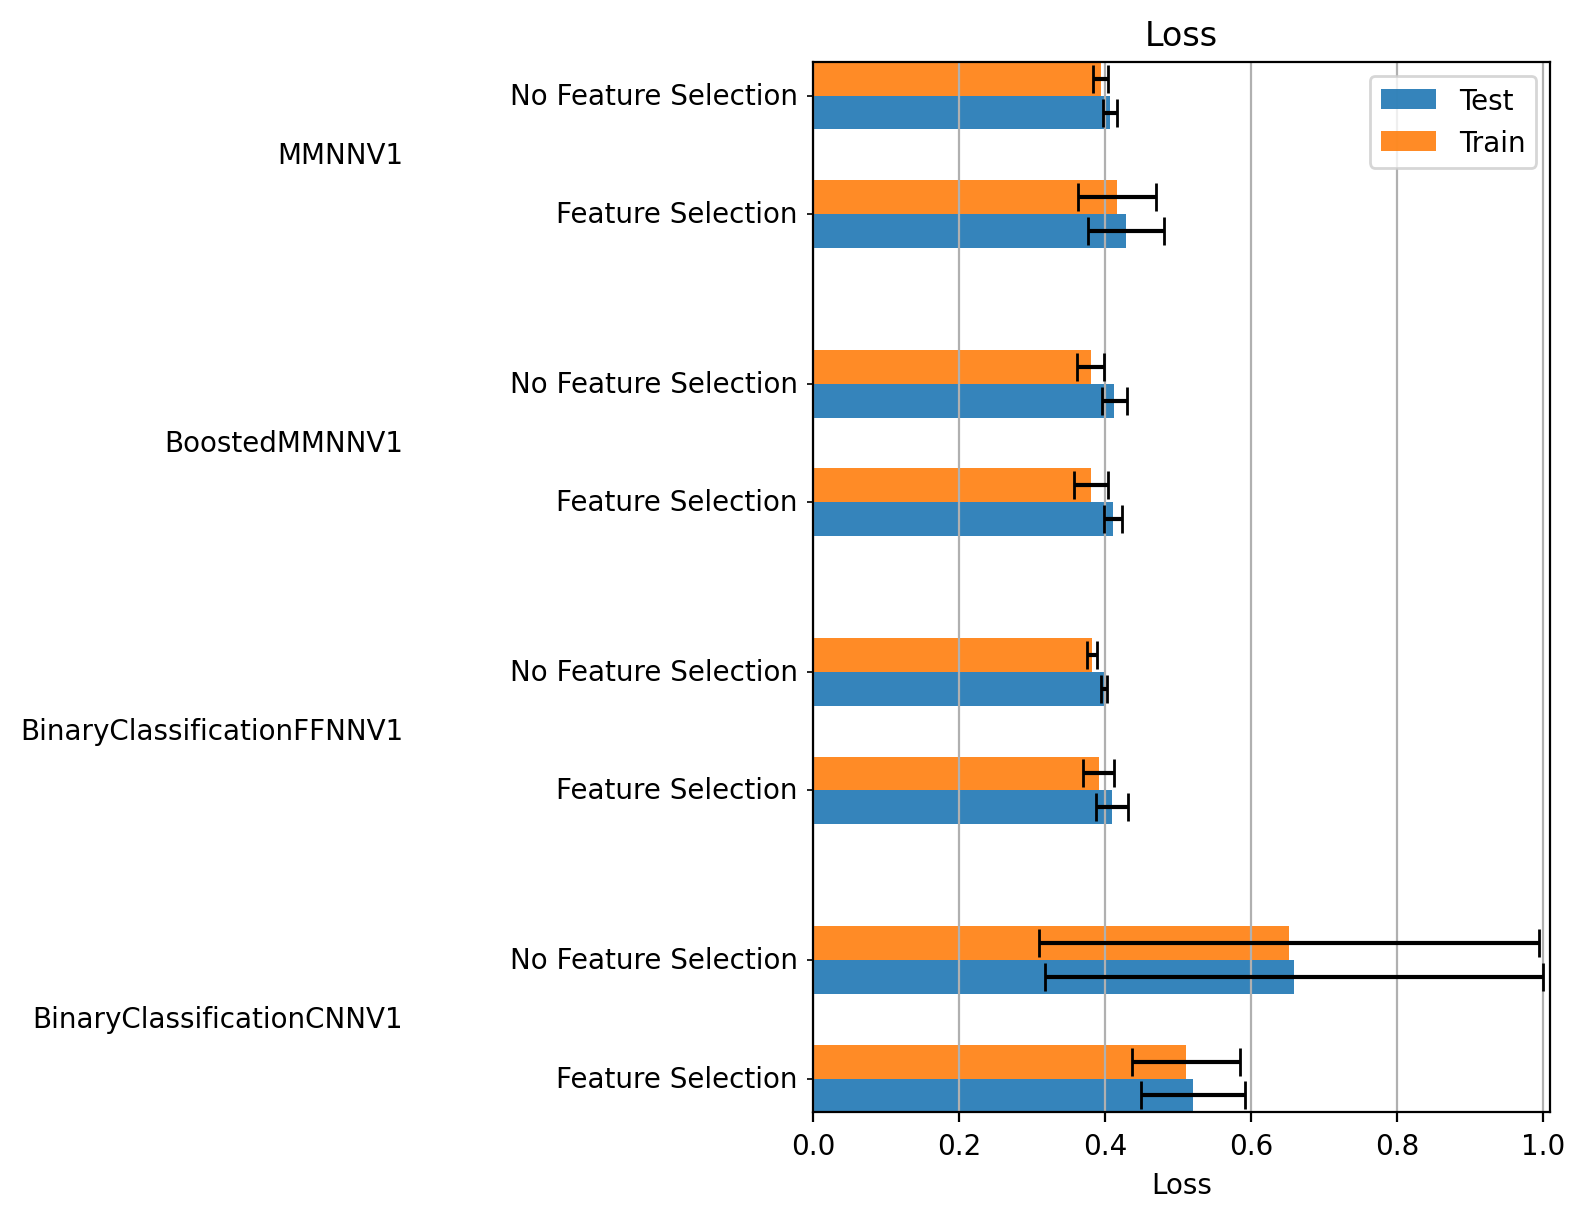 Loss
Test
Train
MMNNV1
No Feature Selection
Feature Selection
BoostedMMNNV1
No Feature Selection
Feature Selection
BinaryClassificationFFNNV1
No Feature Selection
Feature Selection
BinaryClassificationCNNV1
No Feature Selection
Feature Selection
0.0 0.2 0.4 0.6 0.8 1.0
Loss